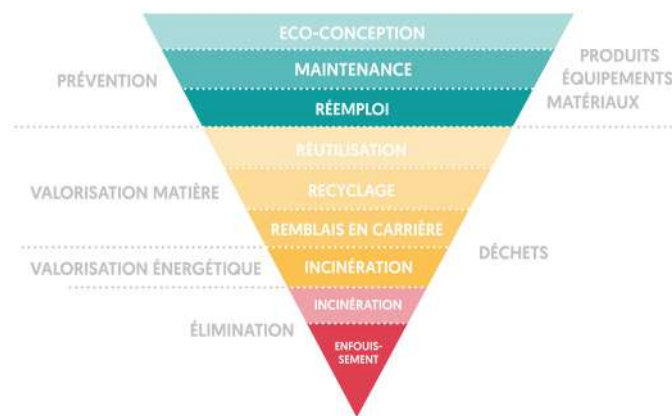 ECO-CONCEPTION
MAINTENANCE
RÉEMPLOI
PRÉVENTION
PRODUITS
ÉQUIPEMENTS
MATÉRIAUX
RÉUTILISATION
RECYCLAGE
REMBLAIS EN CARRIÈRE
VALORISATION MATIÈRE
VALORISATION ÉNERGÉTIQUE
INCINÉRATION
DÉCHETS
INCINÉRATION
ÉLIMINATION
ENFOUIS-
SEMENT